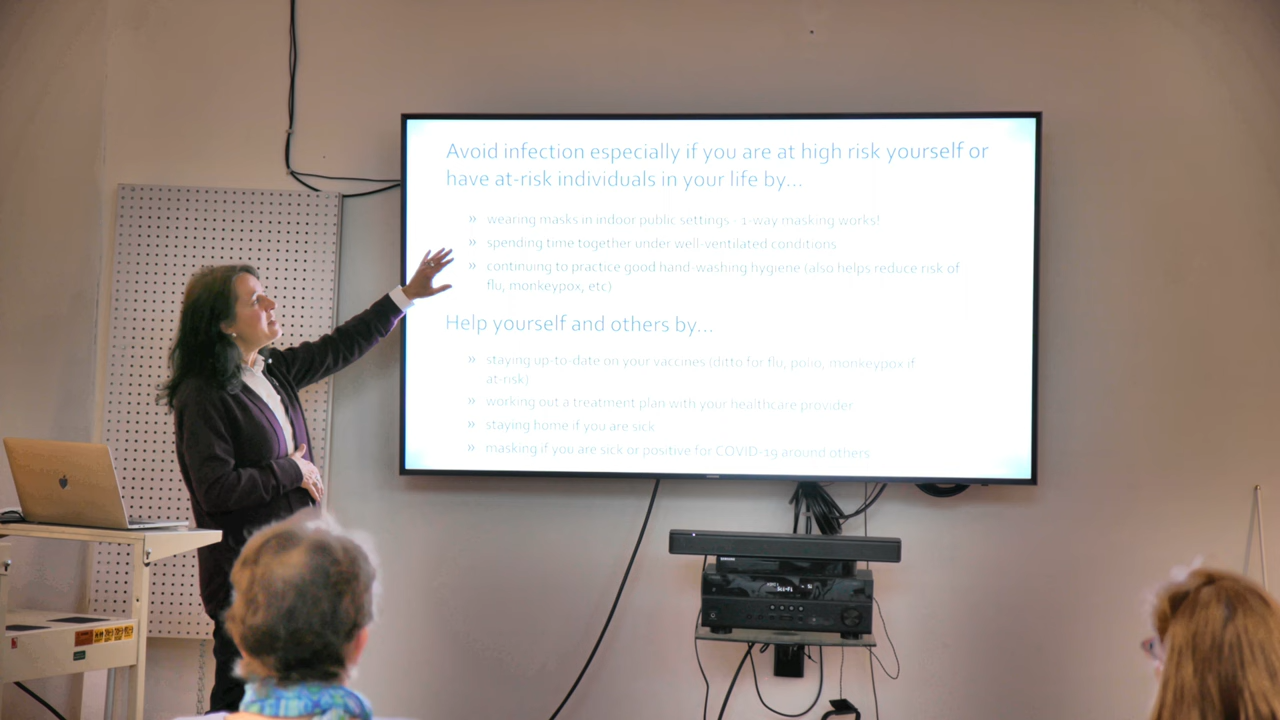 Avoid infection especially if you are at high risk yourself or
have at-risk individuals in your life by...
» wearing masks in indoor public settings - 1-way masking works!
» spending time together under well-ventilated conditions
» continuing to practice good hand-washing hygiene (also helps reduce risk of
flu, monkeypox, etc)
Help yourself and others by...
» staying up-to-date on your vaccines (ditto for flu, polio, monkeypox if
at-risk)
» working out a treatment plan with your healthcare provider
» staying home if you are sick
» masking if you are sick or positive for COVID-19 around others
SAMSUNG
Sci-Fi